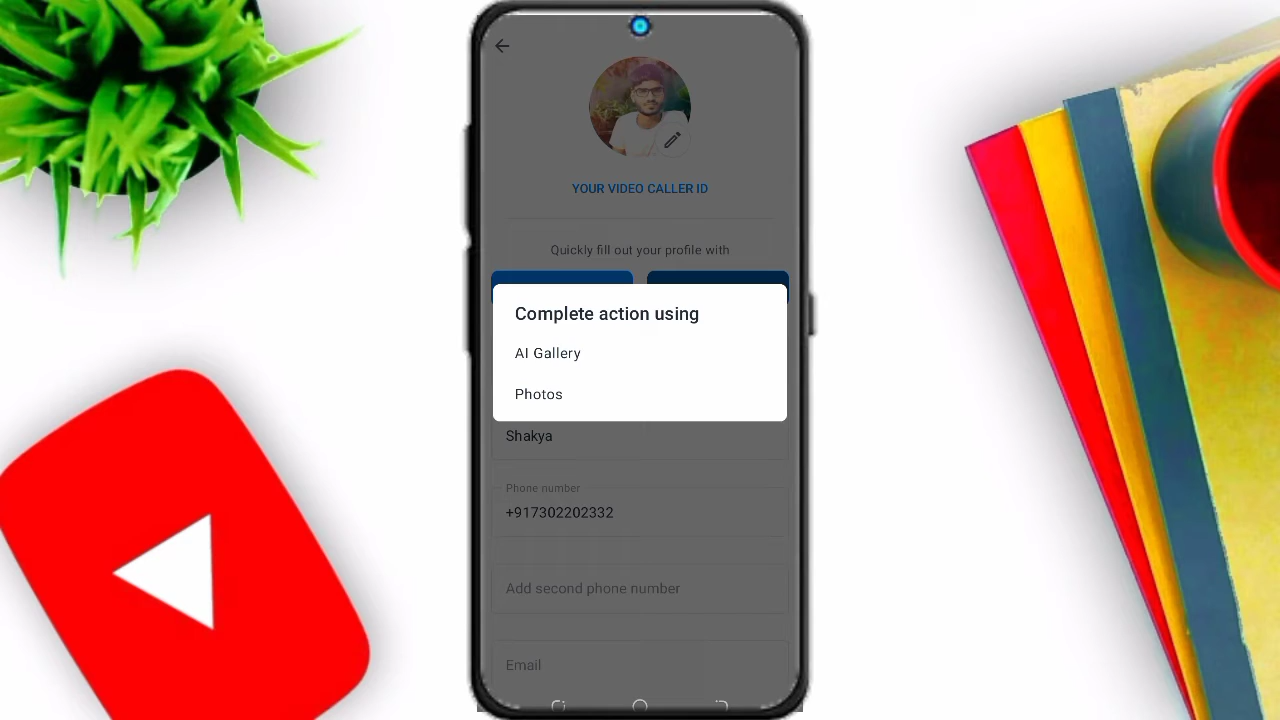 YOUR VIDEO CALLER ID
Quickly fill out your profile with
Complete action using
AI Gallery
Photos
Shakya
Phone number
+917302202332
Add second phone number
Email